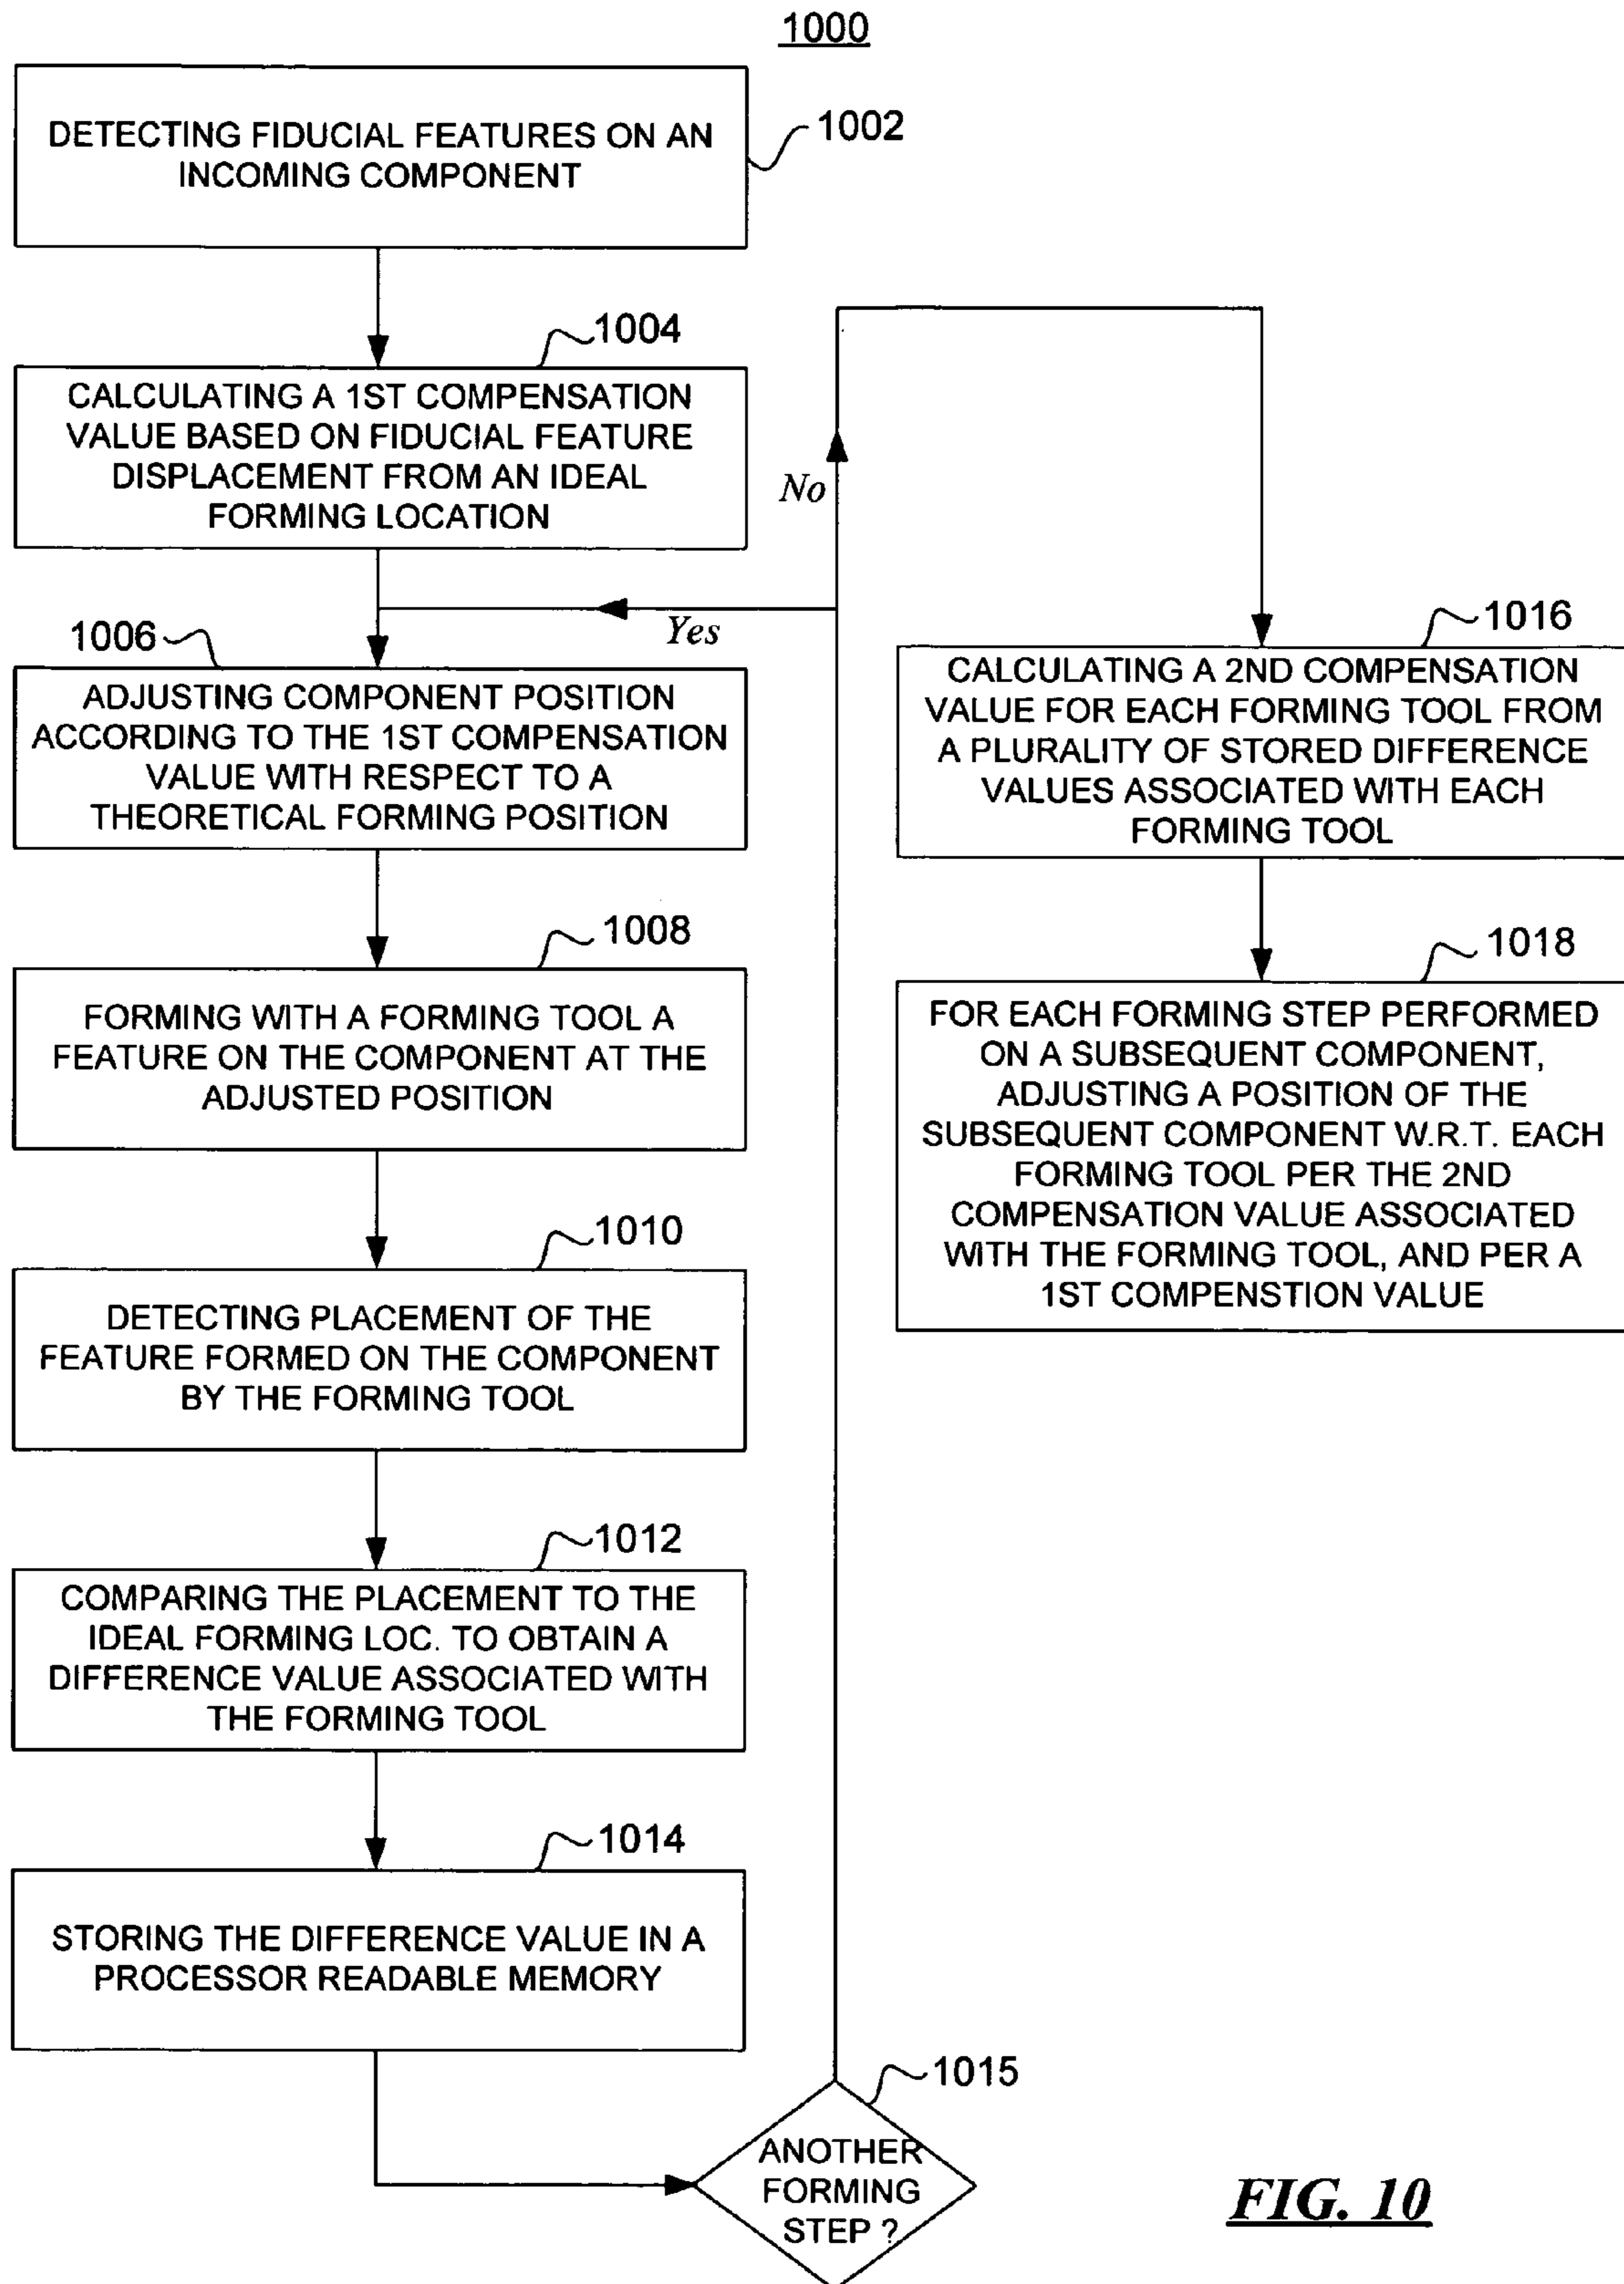 1000
DETECTING FIDUCIAL FEATURES ON AN
INCOMING COMPONENT
1002
1004
CALCULATING A 1ST COMPENSATION
VALUE BASED ON FIDUCIAL FEATURE
DISPLACEMENT FROM AN IDEAL
FORMING LOCATION
No
Yes
1006
ADJUSTING COMPONENT POSITION
ACCORDING TO THE 1ST COMPENSATION
VALUE WITH RESPECT TO A
THEORETICAL FORMING POSITION
1008
FORMING WITH A FORMING TOOL A
FEATURE ON THE COMPONENT AT THE
ADJUSTED POSITION
1010
DETECTING PLACEMENT OF THE
FEATURE FORMED ON THE COMPONENT
BY THE FORMING TOOL
1012
COMPARING THE PLACEMENT TO THE
IDEAL FORMING LOC. TO OBTAIN A
DIFFERENCE VALUE ASSOCIATED WITH
THE FORMING TOOL
1014
STORING THE DIFFERENCE VALUE IN A
PROCESSOR READABLE MEMORY
1015
ANOTHER
FORMING
STEP ?
1016
CALCULATING A 2ND COMPENSATION
VALUE FOR EACH FORMING TOOL FROM
A PLURALITY OF STORED DIFFERENCE
VALUES ASSOCIATED WITH EACH
FORMING TOOL
1018
FOR EACH FORMING STEP PERFORMED
ON A SUBSEQUENT COMPONENT,
ADJUSTING A POSITION OF THE
SUBSEQUENT COMPONENT W.R.T. EACH
FORMING TOOL PER THE 2ND
COMPENSATION VALUE ASSOCIATED
WITH THE FORMING TOOL, AND PER A
1ST COMPENSTION VALUE
FIG. 10